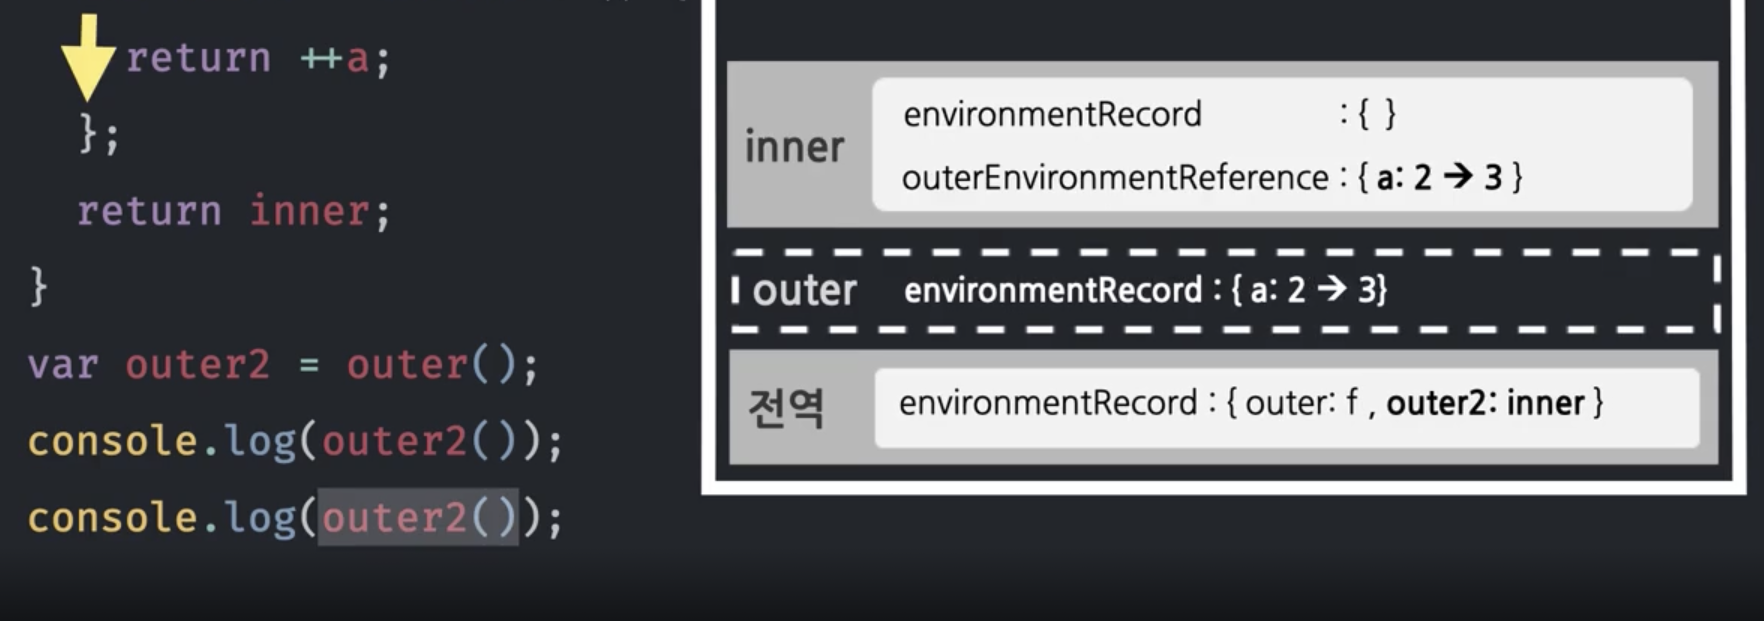 return ++a;
};
return inner;
}
var outer2 = outer();
console.log(outer2());
console.log(outer2());
inner
environmentRecord : { }
outerEnvironmentReference : { a: 2 → 3 }
outer environmentRecord : { a: 2 → 3}
전역 environmentRecord : { outer: f , outer2: inner }